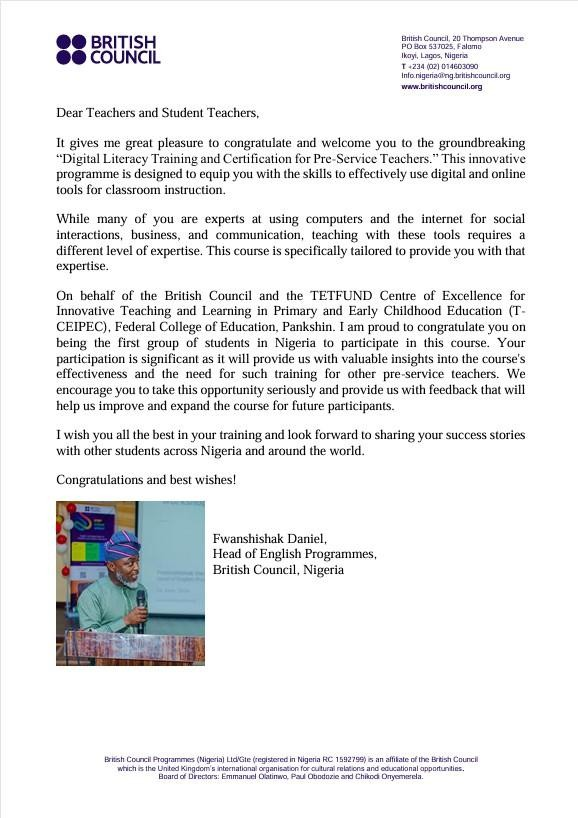 BRITISH
COUNCIL
British Council, 20 Thompson Avenue
PO Box 537025, Falomo
Ikoyi, Lagos, Nigeria
T +234 (02) 014603090
Info.nigeria@ng.britishcouncil.org
www.britishcouncil.org
Dear Teachers and Student Teachers,
It gives me great pleasure to congratulate and welcome you to the groundbreaking
“Digital Literacy Training and Certification for Pre-Service Teachers.” This innovative
programme is designed to equip you with the skills to effectively use digital and online
tools for classroom instruction.
While many of you are experts at using computers and the internet for social
interactions, business, and communication, teaching with these tools requires a
different level of expertise. This course is specifically tailored to provide you with that
expertise.
On behalf of the British Council and the TETFUND Centre of Excellence for
Innovative Teaching and Learning in Primary and Early Childhood Education (T-
CEIPEC), Federal College of Education, Pankshin. I am proud to congratulate you on
being the first group of students in Nigeria to participate in this course. Your
participation is significant as it will provide us with valuable insights into the course's
effectiveness and the need for such training for other pre-service teachers. We
encourage you to take this opportunity seriously and provide us with feedback that will
help us improve and expand the course for future participants.
I wish you all the best in your training and look forward to sharing your success stories
with other students across Nigeria and around the world.
Congratulations and best wishes!
Fwanshishak Daniel,
Head of English Programmes,
British Council, Nigeria
British Council Programmes (Nigeria) Ltd/Gte (registered in Nigeria RC 1592799) is an affiliate of the British Council
which is the United Kingdom's international organisation for cultural relations and educational opportunities.
Board of Directors: Emmanuel Olatinwo, Paul Obodozie and Chikodi Onyemerela.